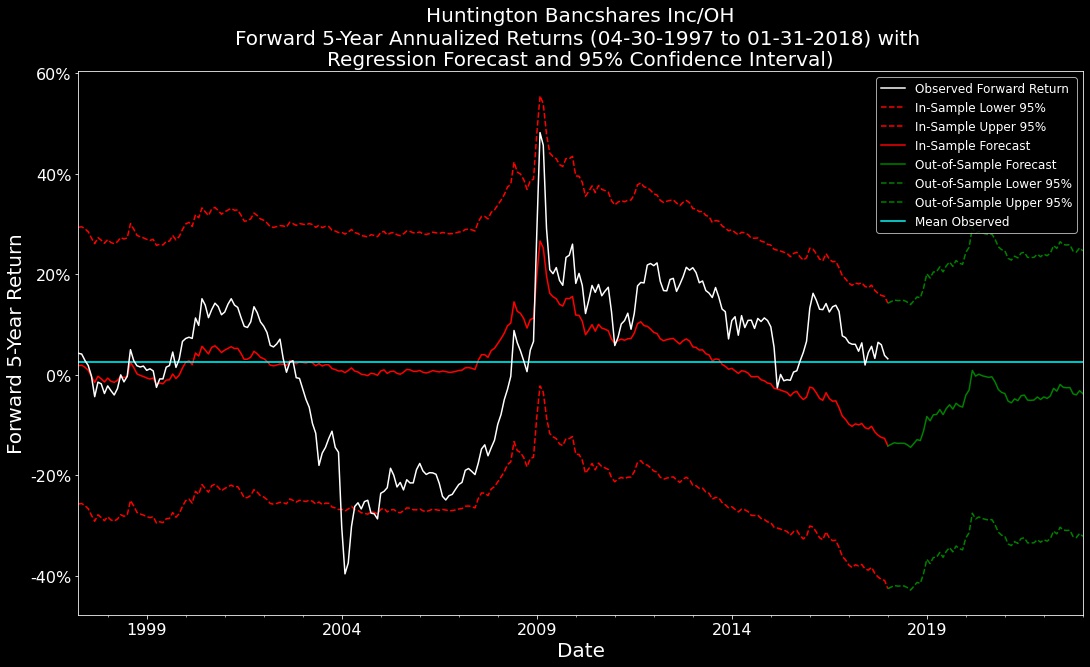 Huntington Bancshares Inc/OH
Forward 5-Year Annualized Returns (04-30-1997 to 01-31-2018) with
Regression Forecast and 95% Confidence Interval)
60%
40%
20%
0%
-20%
-40%
Forward 5-Year Return
Observed Forward Return
In-Sample Lower 95%
In-Sample Upper 95%
In-Sample Forecast
Out-of-Sample Forecast
Out-of-Sample Lower 95%
Out-of-Sample Upper 95%
Mean Observed
1999
2004
2009
2014
2019
Date